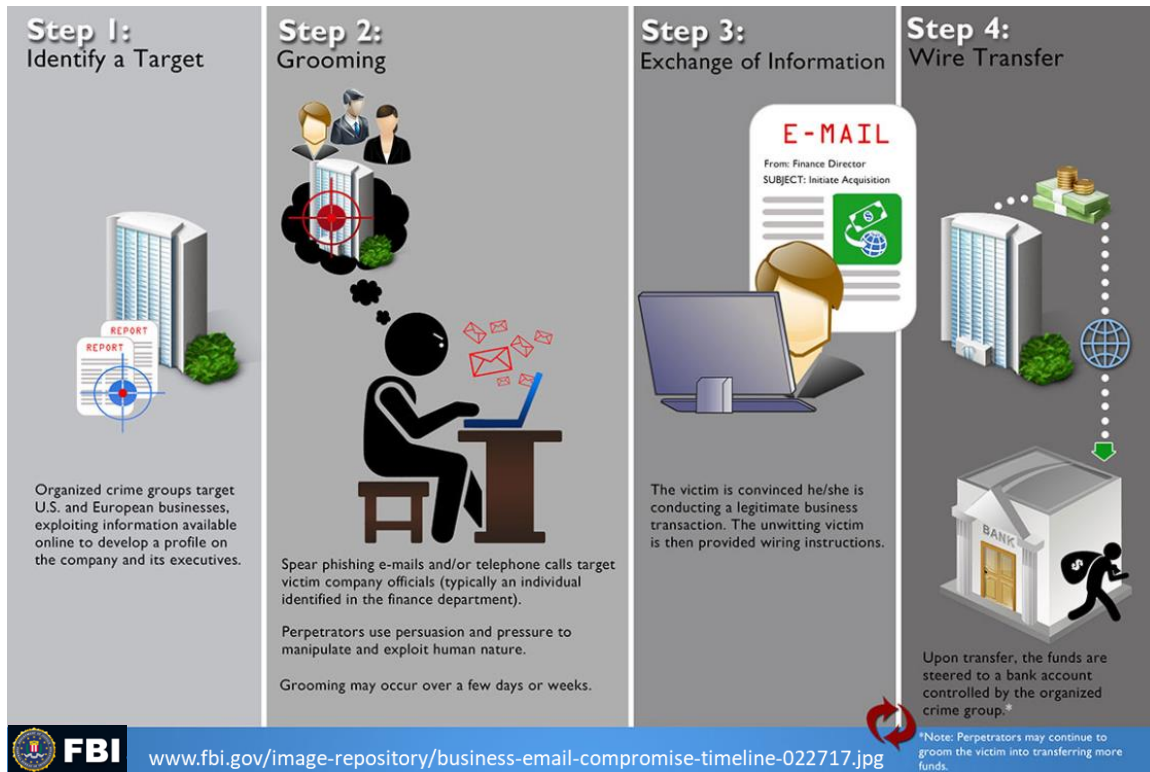 Step 1:
Identify a Target
REPORT
REPORT
Organized crime groups target
U.S. and European businesses,
exploiting information available
online to develop a profile on
the company and its executives.
Step 2:
Grooming
Spear phishing e-mails and/or telephone calls target
victim company officials (typically an individual
identified in the finance department).
Perpetrators use persuasion and pressure to
manipulate and exploit human nature.
Grooming may occur over a few days or weeks.
Step 3:
Exchange of Information
E-MAIL
From: Finance Director
SUBJECT: Initiate Acquisition
$
The victim is convinced he/she is
conducting a legitimate business
transaction. The unwitting victim
is then provided wiring instructions.
Step 4:
Wire Transfer
BANK
$
Upon transfer, the funds are
steered to a bank account
controlled by the organized
crime group.*
*Note: Perpetrators may continue to
groom the victim into transferring more
funds.
FBI
www.fbi.gov/image-repository/business-email-compromise-timeline-022717.jpg